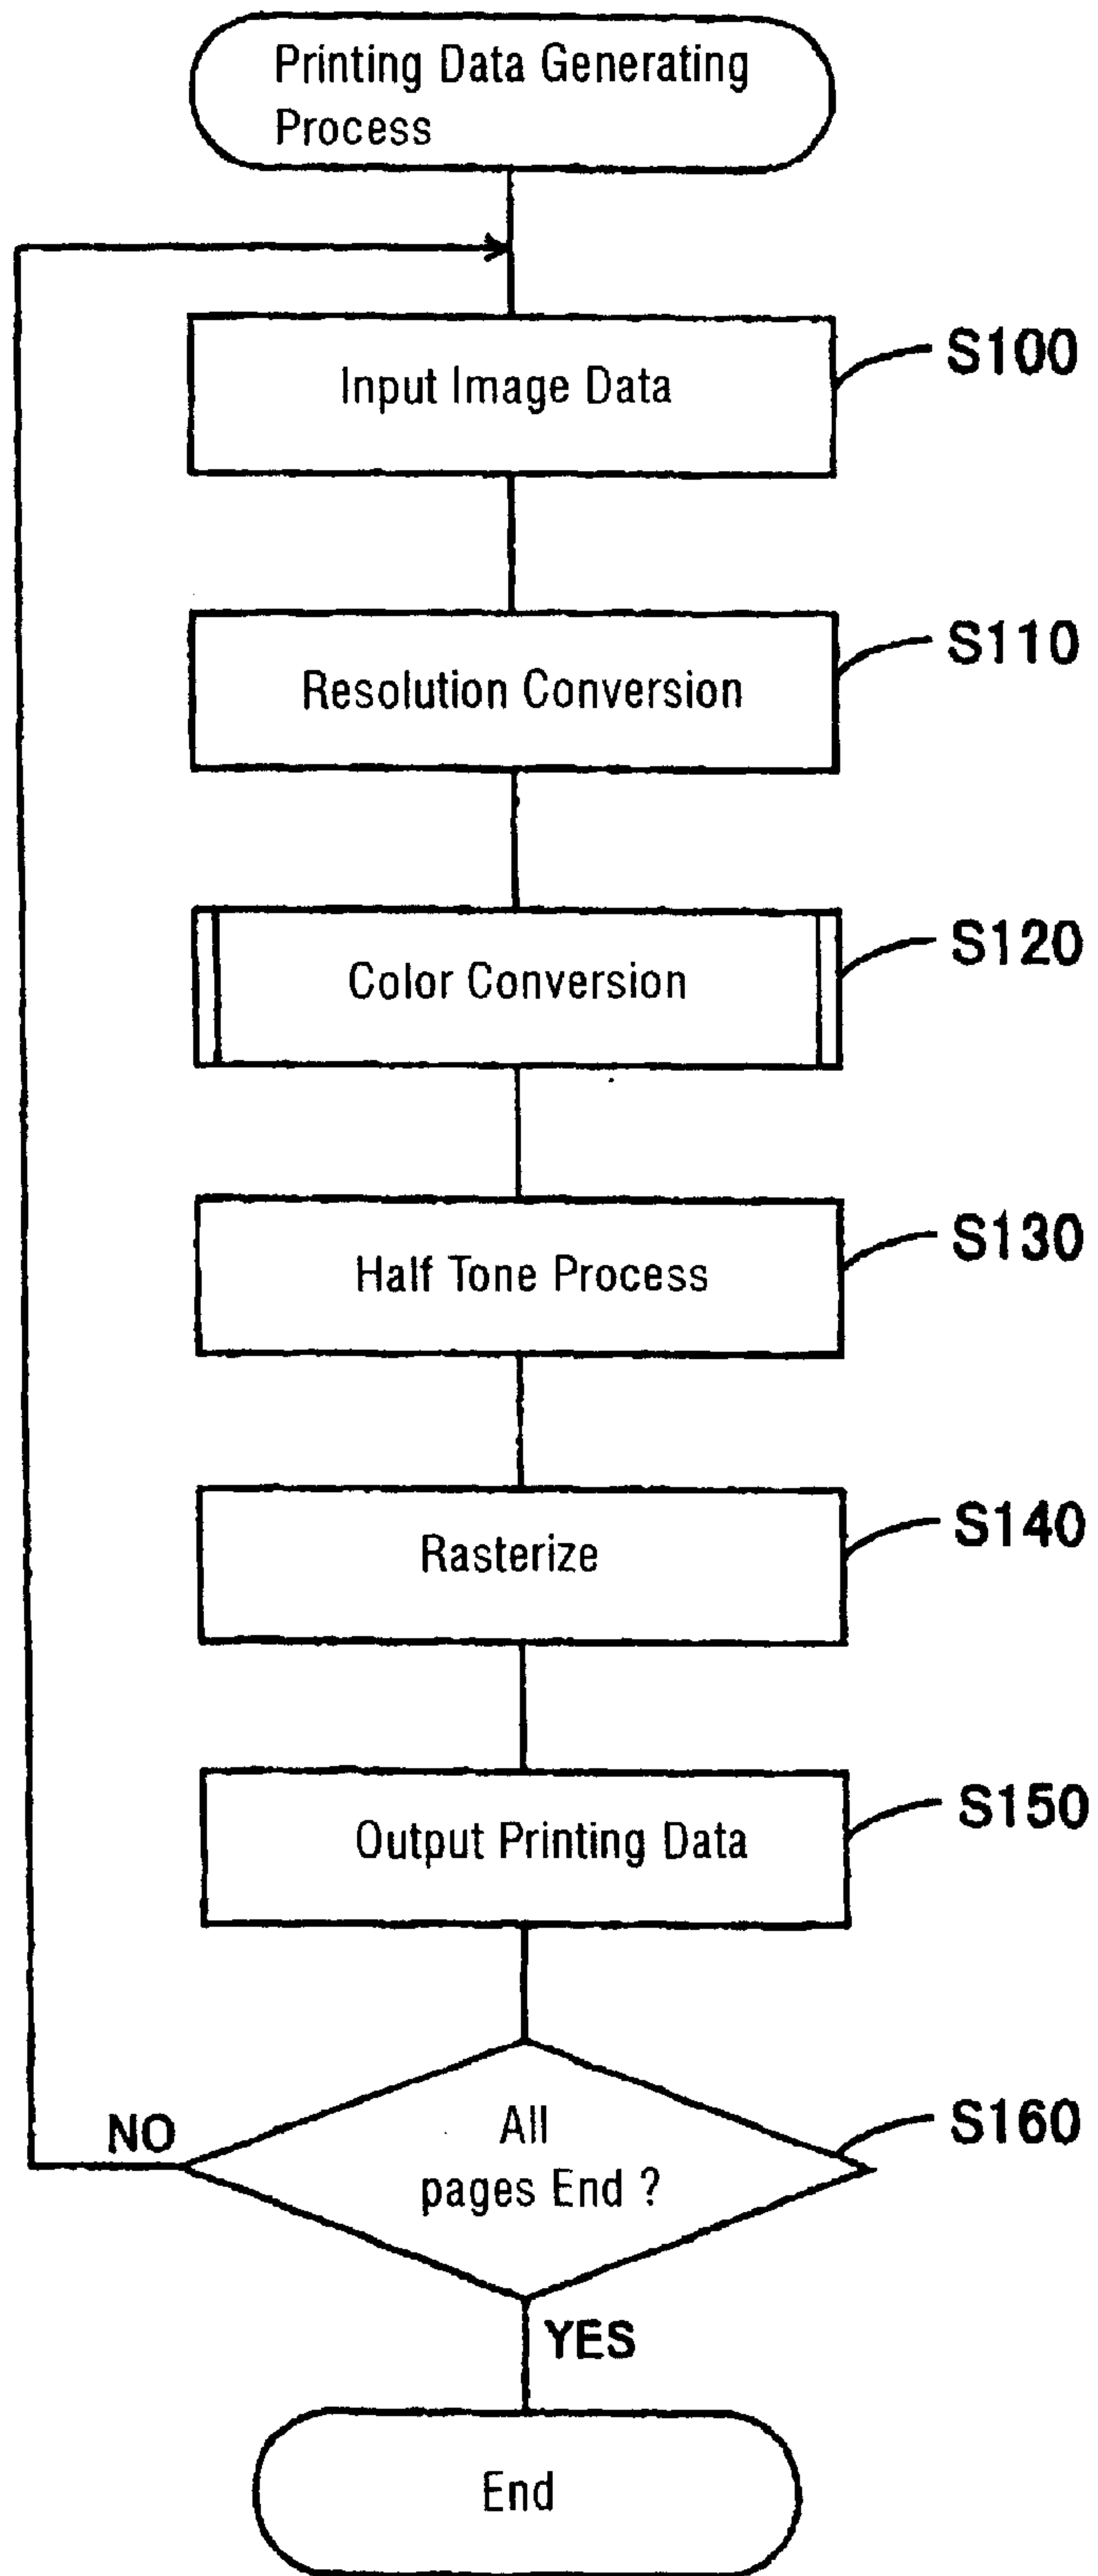 Printing Data Generating
Process
Input Image Data
S100
Resolution Conversion
S110
Color Conversion
S120
Half Tone Process
S130
Rasterize
S140
Output Printing Data
S150
NO
All
pages End ?
S160
YES
End